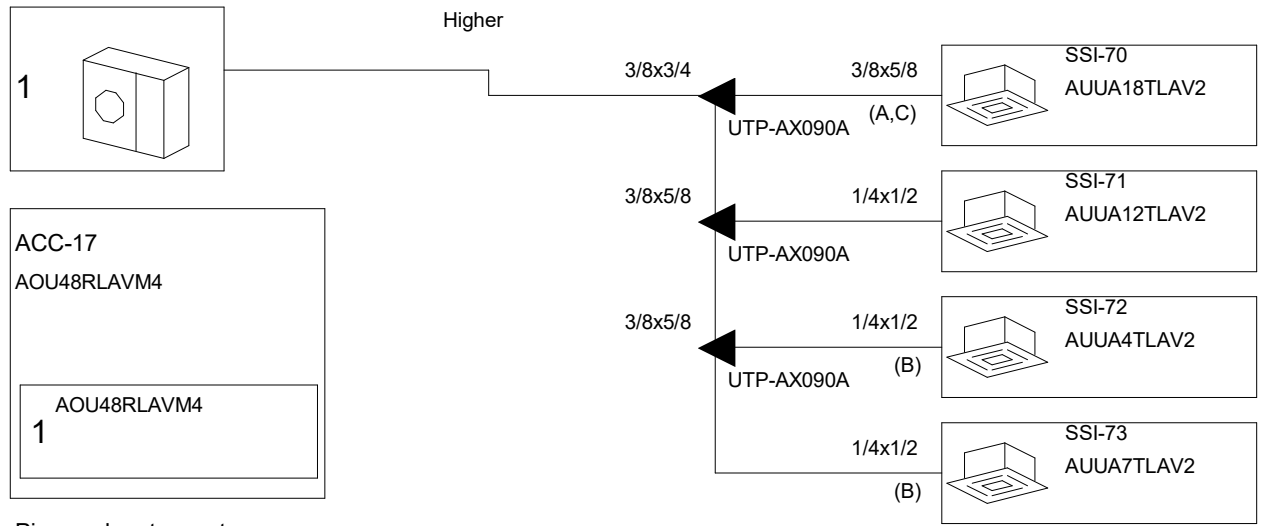 Higher
1
3/8x3/4
3/8x5/8
(A,C)
UTP-AX090A
SSI-70
AUUA18TLAV2
3/8x5/8
1/4x1/2
UTP-AX090A
SSI-71
AUUA12TLAV2
ACC-17
AOU48RLAVM4
3/8x5/8
1/4x1/2
(B)
UTP-AX090A
SSI-72
AUUA4TLAV2
AOU48RLAVM4
1
1/4x1/2
(B)
SSI-73
AUUA7TLAV2